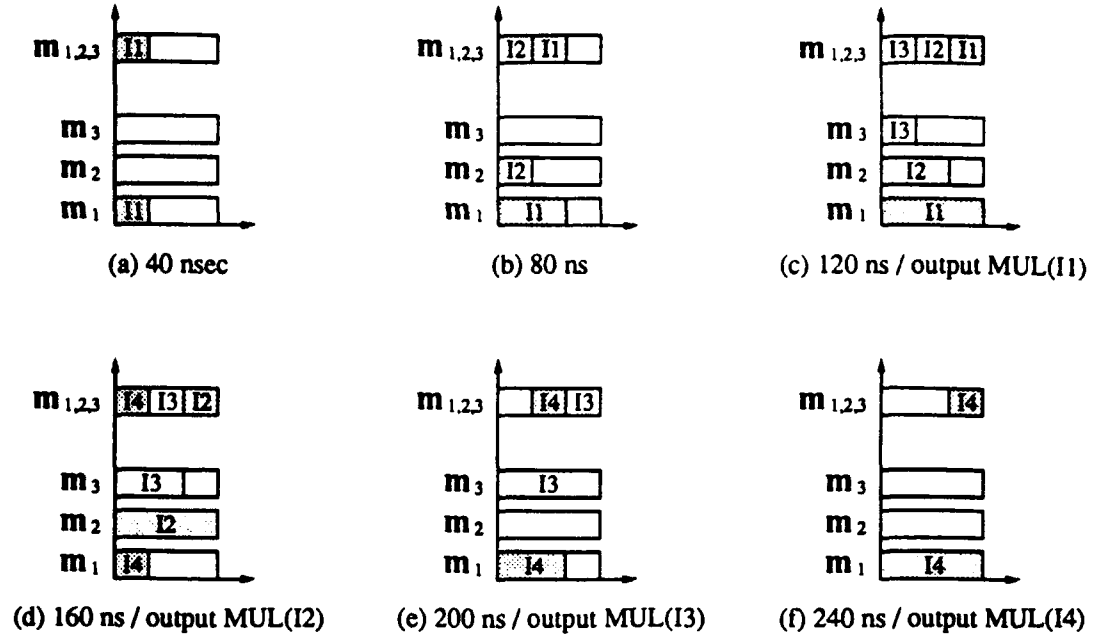 m 1,2,3 I1
m 3
m 2
m 1 I1
(a) 40 nsec
m 1,2,3 I2 I1
m 3
m 2 I2
m 1 I1
(b) 80 ns
m 1,2,3 I3 I2 I1
m 3 I3
m 2 I2
m 1 I1
(c) 120 ns / output MUL(I1)
m 1,2,3 I4 I3 I2
m 3 I3
m 2 I2
m 1 I4
(d) 160 ns / output MUL(I2)
m 1,2,3 I4 I3
m 3 I3
m 2
m 1 I4
(e) 200 ns / output MUL(I3)
m 1,2,3 I4
m 3
m 2
m 1 I4
(f) 240 ns / output MUL(I4)